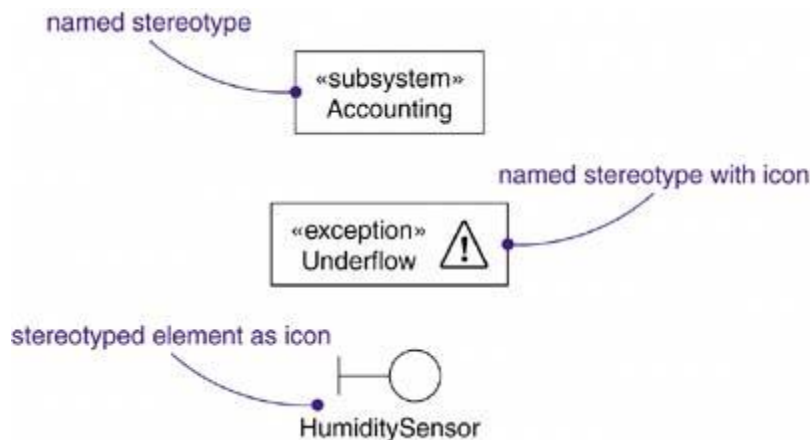 named stereotype
«subsystem»
Accounting
named stereotype with icon
«exception»
Underflow
!
stereotyped element as icon
HumiditySensor